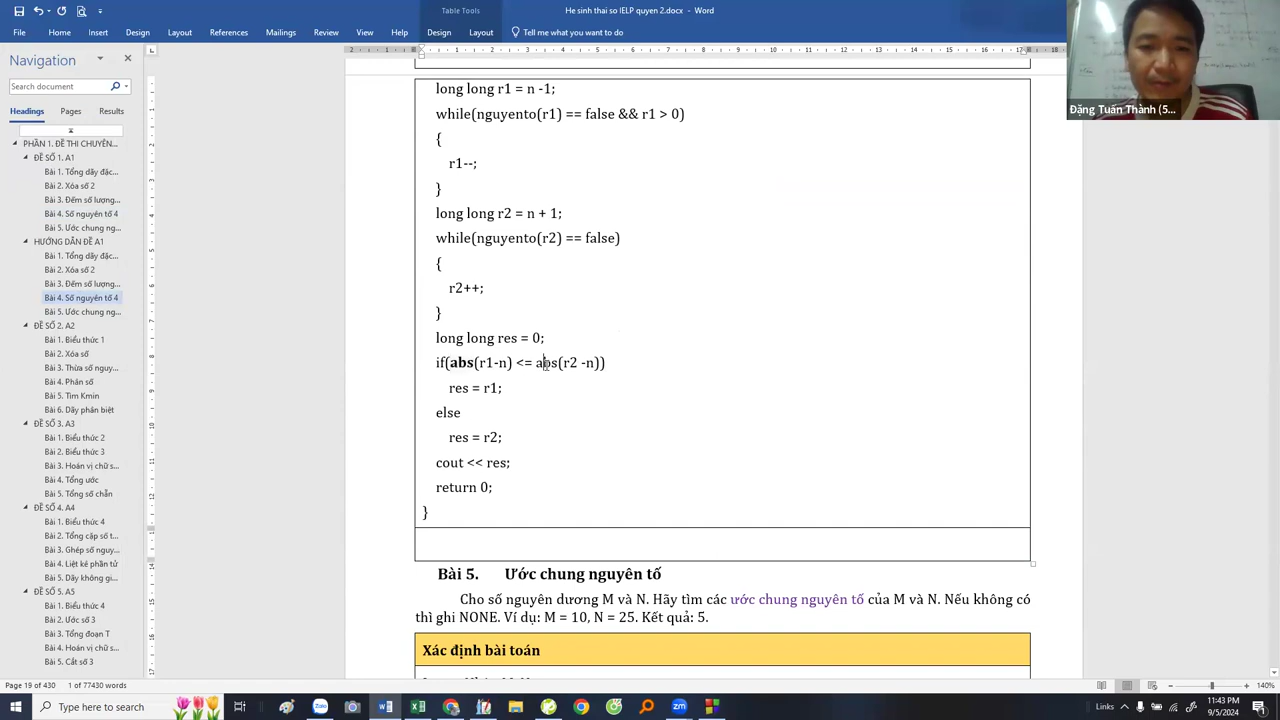 Table Tools
He sinh thai so IELP quyen 2.docx - Word
File
Home
Insert
Design
Layout
References
Mailings
Review
View
Help
Design
Layout
Tell me what you want to do
Navigation
Search document
Headings
Pages
Results
PHẦN 1. ĐỀ THI CHUYÊN...
ĐỀ SỐ 1. A1
Bài 1. Tổng dãy đặc...
Bài 2. Xóa số 2
Bài 3. Đếm số lượng...
Bài 4. Số nguyên tố 4
Bài 5. Ước chung ng...
HƯỚNG DẪN ĐỀ A1
Bài 1. Tổng dãy đặc...
Bài 2. Xóa số 2
Bài 3. Đếm số lượng...
Bài 4. Số nguyên tố 4
Bài 5. Ước chung ng...
ĐỀ SỐ 2. A2
Bài 1. Biểu thức 1
Bài 2. Xóa số
Bài 3. Thừa số nguy...
Bài 4. Phân số
Bài 5. Tìm Kmin
Bài 6. Dãy phân biệt
ĐỀ SỐ 3. A3
Bài 1. Biểu thức 2
Bài 2. Biểu thức 3
Bài 3. Hoán vị chữ s...
Bài 4. Tổng ước
Bài 5. Tổng số chẵn
ĐỀ SỐ 4. A4
Bài 1. Biểu thức 4
Bài 2. Tổng cặp số t...
Bài 3. Ghép số nguy...
Bài 4. Liệt kê phần tử
Bài 5. Dãy không gi...
ĐỀ SỐ 5. A5
Bài 1. Biểu thức 4
Bài 2. Ước số 3
Bài 3. Tổng đoạn T
Bài 4. Hoán vị chữ s...
Bài 5. Cắt số 3
long long r1 = n -1;
while(nguyento(r1) == false && r1 > 0)
{
r1--;
}
long long r2 = n + 1;
while(nguyento(r2) == false)
{
r2++;
}
long long res = 0;
if(abs(r1-n) <= abs(r2 -n))
res = r1;
else
res = r2;
cout << res;
return 0;
}
Bài 5. Ước chung nguyên tố
Cho số nguyên dương M và N. Hãy tìm các ước chung nguyên tố của M và N. Nếu không có
thì ghi NONE. Ví dụ: M = 10, N = 25. Kết quả: 5.
Xác định bài toán
Đặng Tuấn Thành (5...
Page 19 of 430
1 of 77430 words
140%
Type here to search
Links
11:43 PM
9/5/2024